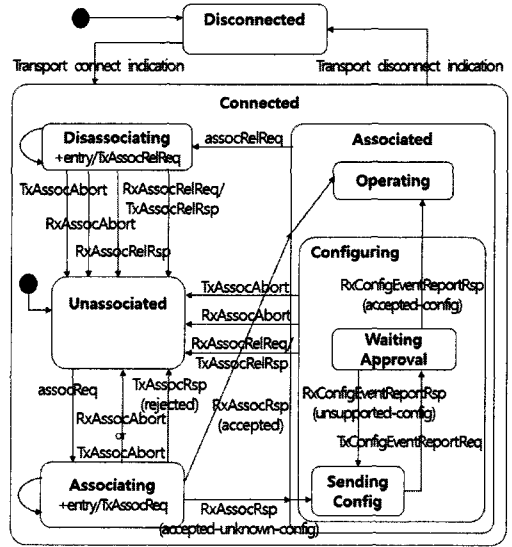 Disconnected
Transport connect indication
Transport disconnect indication
Connected
Disassociating
+entry/TxAssocRelReq
assocRelReq
Associated
TxAssocAbort
RxAssocRelReq/
TxAssocRelRsp
Operating
RxAssocAbort
RxAssocRelRsp
Configuring
Unassociated
TxAssocAbort
RxConfigEventReportRsp
(accepted-config)
RxAssocAbort
RxAssocRelReq/
TxAssocRelRsp
Waiting
Approval
assocReq
TxAssocRsp
(rejected)
RxAssocAbort
or
TxAssocAbort
RxAssocRsp
(accepted)
RxConfigEventReportRsp
(unsupported-config)
TxConfigEventReportReq
Associating
+entry/TxAssocReq
Sending
Config
RxAssocRsp
(accepted-unknown-config)